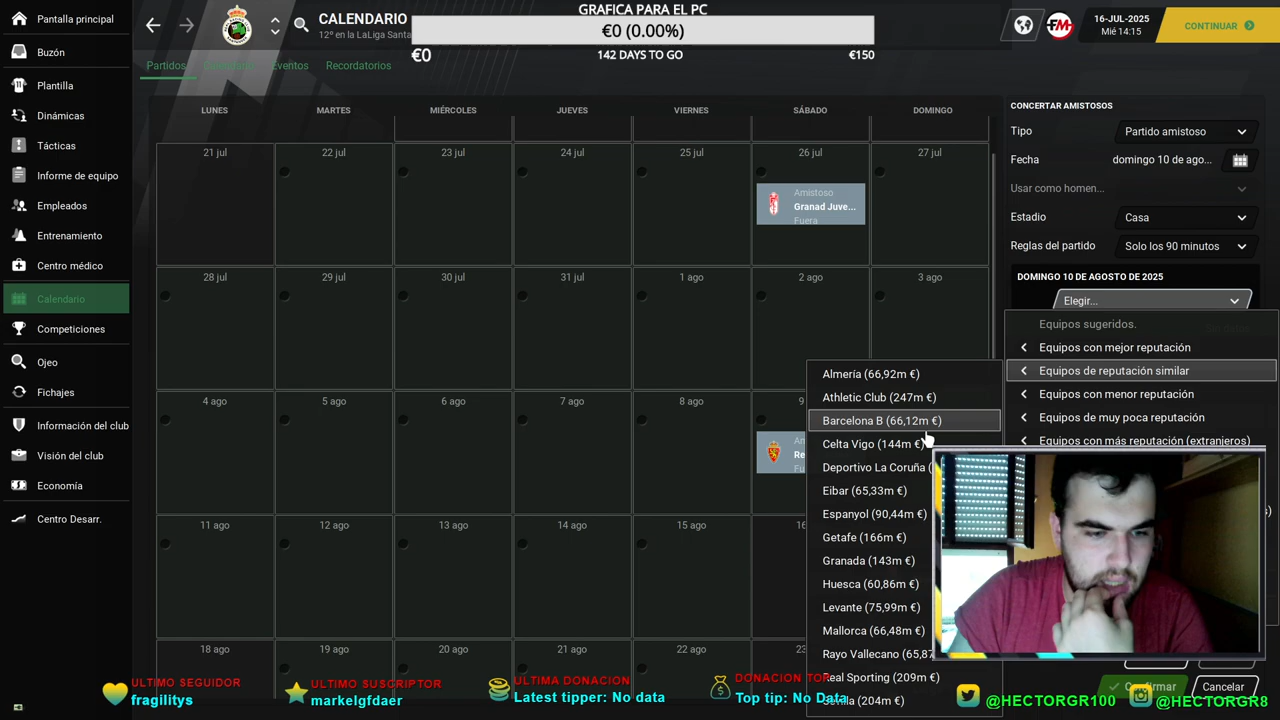 Pantalla principal
Buzón
Plantilla
Dinámicas
Tácticas
Informe de equipo
Empleados
Entrenamiento
Centro médico
Calendario
Competiciones
Ojeo
Fichajes
Información del club
Visión del club
Economía
Centro Desarr.
CALENDARIO
12º en la LaLiga Santa
GRAFICA PARA EL PC
€0 (0.00%)
€0
142 DAYS TO GO
€150
16-JUL-2025
Mié 14:15
CONTINUAR
Partidos
Eventos
Recordatorios
LUNES
MARTES
MIÉRCOLES
JUEVES
VIERNES
SÁBADO
DOMINGO
21 jul
22 jul
23 jul
24 jul
25 jul
26 jul
27 jul
Amistoso
Granad Juve...
Fuera
28 jul
29 jul
30 jul
31 jul
1 ago
2 ago
3 ago
4 ago
5 ago
6 ago
7 ago
8 ago
9
Am
Re
Fu
11 ago
12 ago
13 ago
14 ago
15 ago
16
18 ago
19 ago
20 ago
21 ago
22 ago
23
CONCERTAR AMISTOSOS
Tipo
Partido amistoso
Fecha
domingo 10 de ago...
Usar como homen...
Estadio
Casa
Reglas del partido
Solo los 90 minutos
DOMINGO 10 DE AGOSTO DE 2025
Elegir...
Equipos sugeridos.
Equipos con mejor reputación
Equipos de reputación similar
Equipos con menor reputación
Equipos de muy poca reputación
Equipos con más reputación (extranjeros)
Almería (66,92m €)
Athletic Club (247m €)
Barcelona B (66,12m €)
Celta Vigo (144m €)
Deportivo La Coruña (
Eibar (65,33m €)
Espanyol (90,44m €)
Getafe (166m €)
Granada (143m €)
Huesca (60,86m €)
Levante (75,99m €)
Mallorca (66,48m €)
Rayo Vallecano (65,87
Real Sporting (209m €)
Sevilla (204m €)
Confirmar
Cancelar
ULTIMO SEGUIDOR
fragilitys
ULTIMO SUSCRIPTOR
markelgfdaer
ULTIMA DONACION
Latest tipper: No data
DONACION TOP
Top tip: No Data
@HECTORGR100
@HECTORGR8